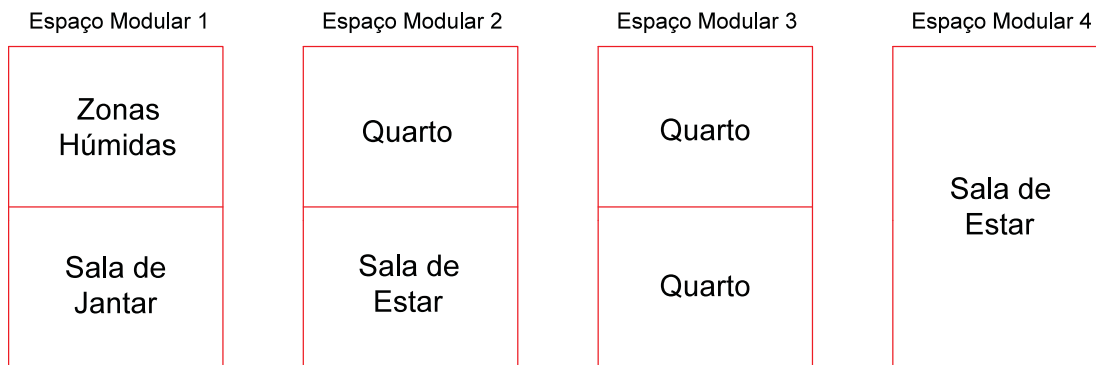 Espaço Modular 1
Espaço Modular 2
Espaço Modular 3
Espaço Modular 4
Zonas
Húmidas
Sala de
Jantar
Quarto
Sala de
Estar
Quarto
Quarto
Sala de
Estar